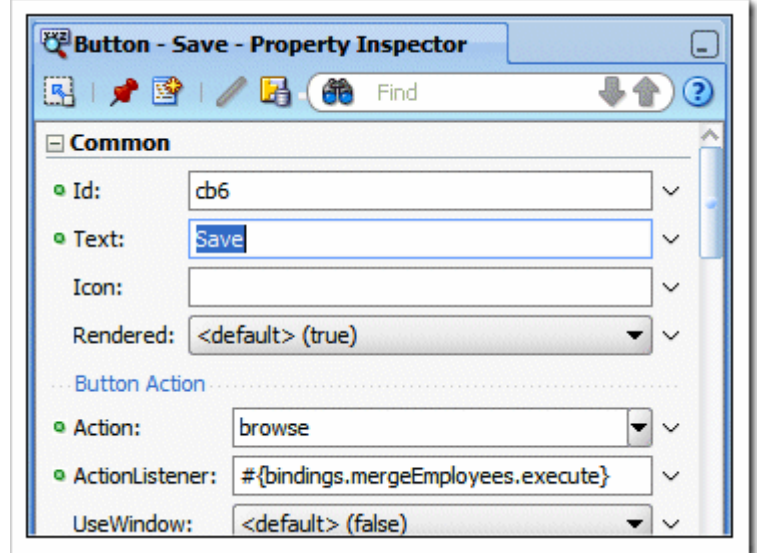 Button - Save - Property Inspector
Find
Common
Id: cb6
Text: Save
Icon:
Rendered: <default> (true)
Button Action
Action: browse
ActionListener: #{bindings.mergeEmployees.execute}
UseWindow: <default> (false)